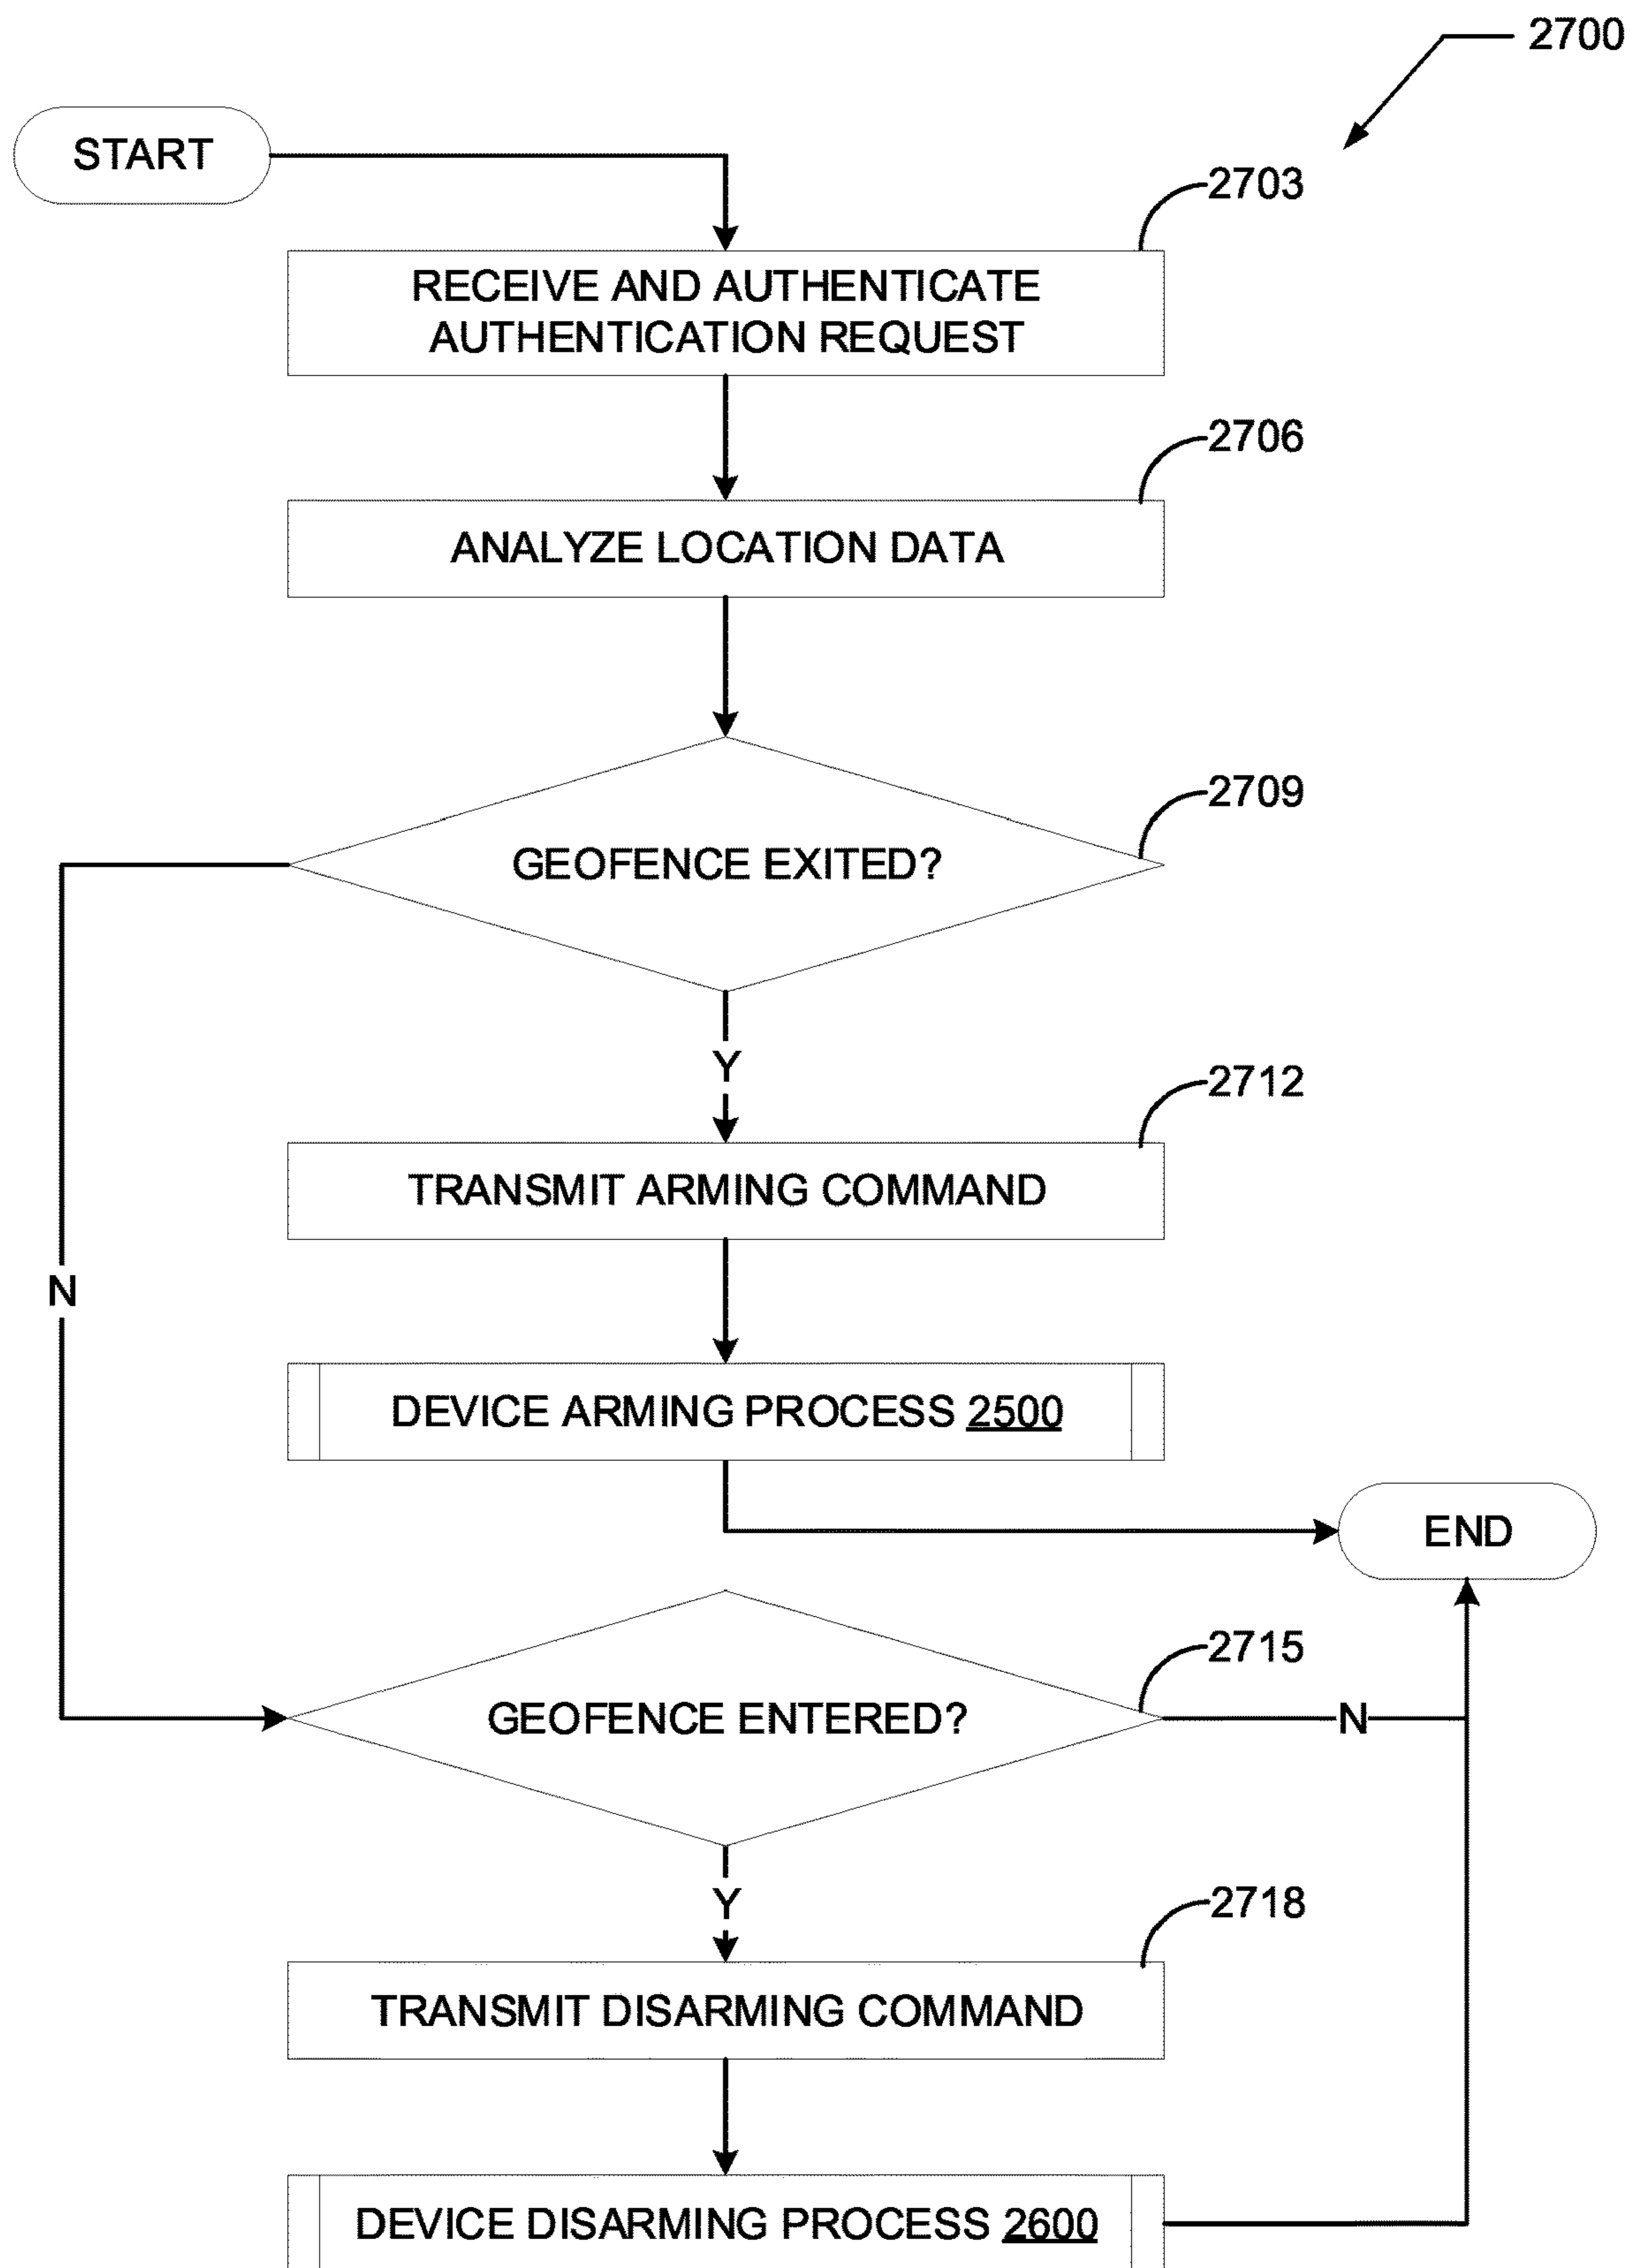 2700
START
2703
RECEIVE AND AUTHENTICATE
AUTHENTICATION REQUEST
2706
ANALYZE LOCATION DATA
2709
GEOFENCE EXITED?
Y
2712
TRANSMIT ARMING COMMAND
N
DEVICE ARMING PROCESS 2500
END
2715
GEOFENCE ENTERED?
N
Y
2718
TRANSMIT DISARMING COMMAND
DEVICE DISARMING PROCESS 2600